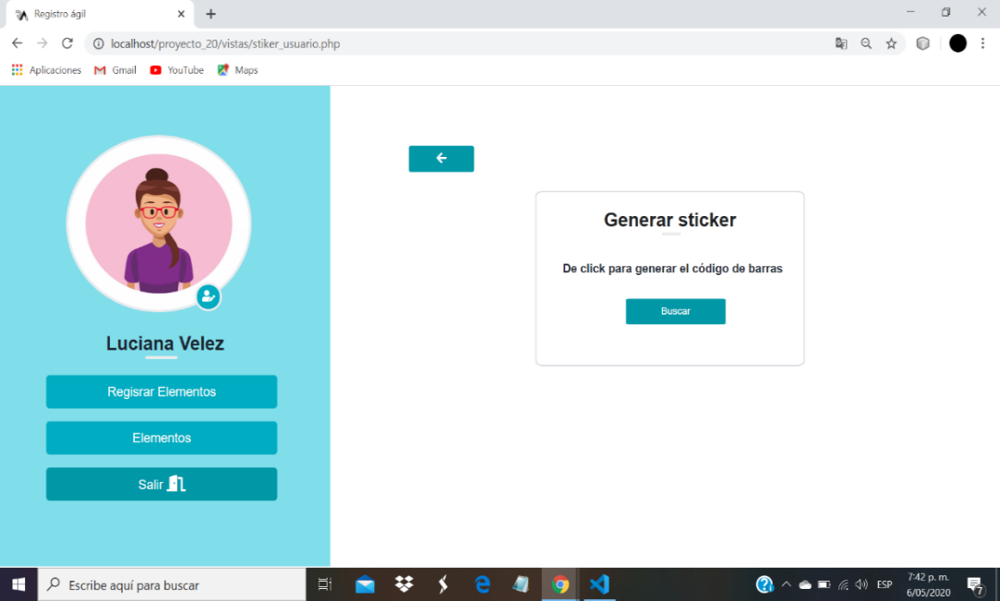 Registro ágil
localhost/proyecto_20/vistas/stiker_usuario.php
Aplicaciones Gmail YouTube Maps
Generar sticker
De click para generar el código de barras
Buscar
Luciana Velez
Regisrar Elementos
Elementos
Salir
Escribe aquí para buscar
ESP
7:42 p. m.
6/05/2020
7